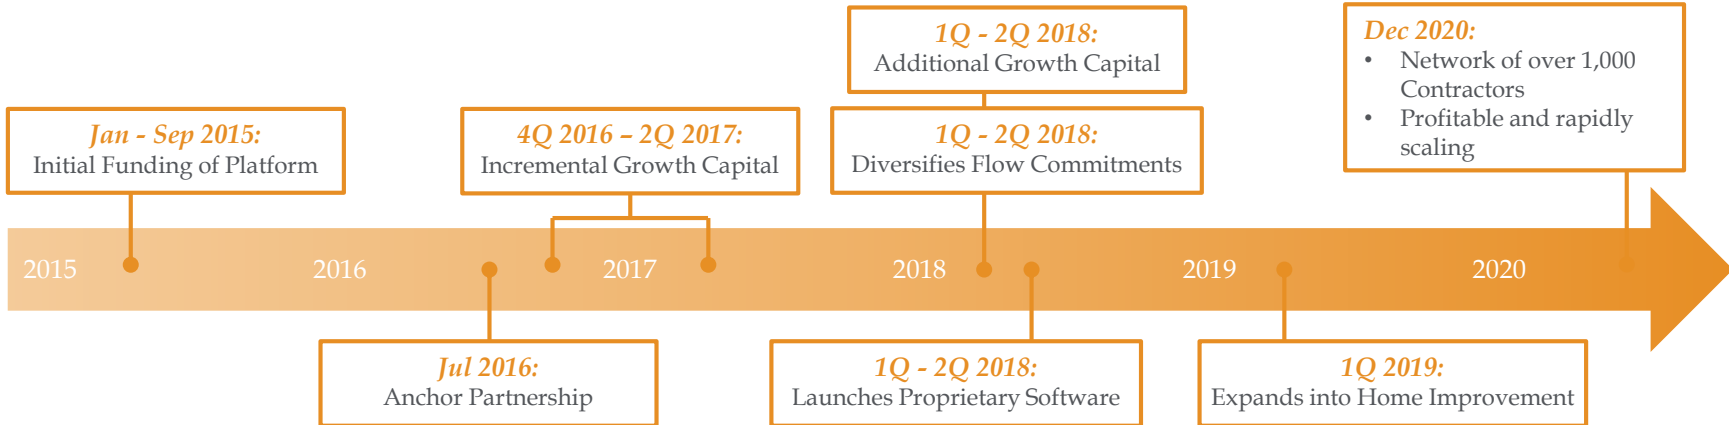 1Q - 2Q 2018:
Additional Growth Capital
Dec 2020:
• Network of over 1,000
Contractors
• Profitable and rapidly
scaling
Jan - Sep 2015:
Initial Funding of Platform
4Q 2016 – 2Q 2017:
Incremental Growth Capital
1Q - 2Q 2018:
Diversifies Flow Commitments
2015
2016
2017
2018
2019
2020
Jul 2016:
Anchor Partnership
1Q - 2Q 2018:
Launches Proprietary Software
1Q 2019:
Expands into Home Improvement